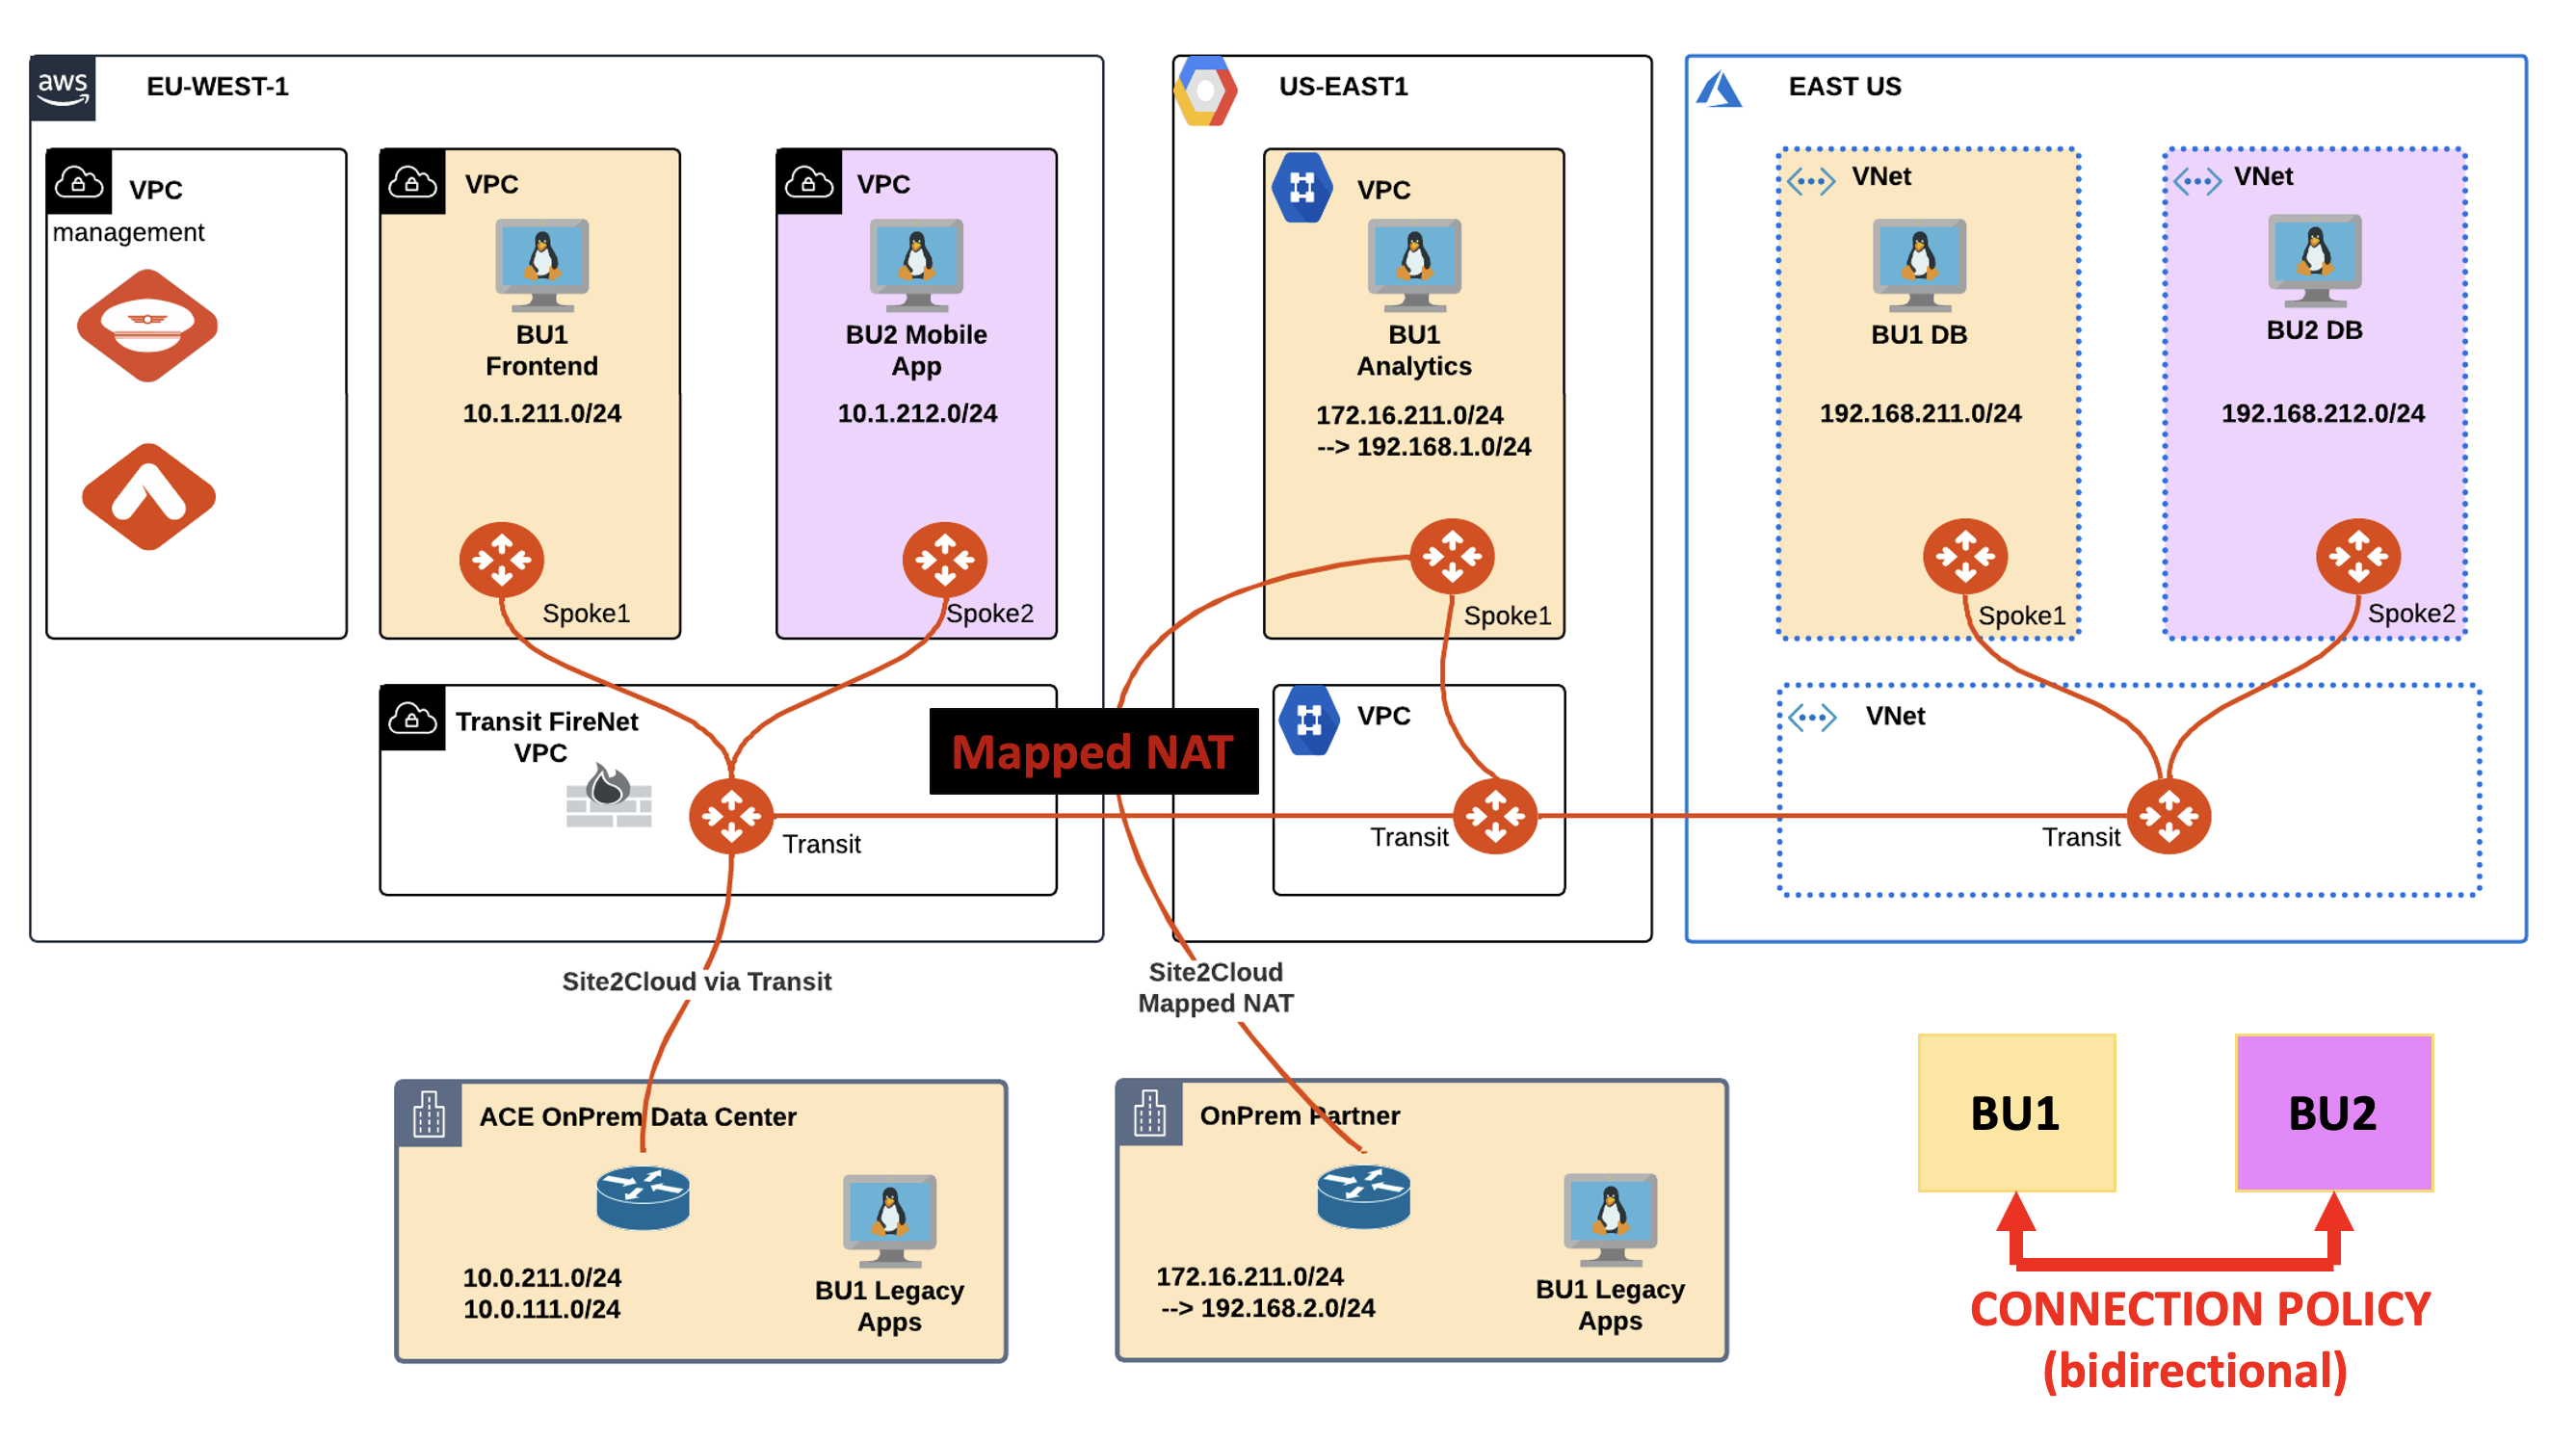 aws
EU-WEST-1
US-EAST1
EAST US
VPC
management
VPC
BU1
Frontend
10.1.211.0/24
Spoke1
VPC
BU2 Mobile
App
10.1.212.0/24
Spoke2
VPC
BU1
Analytics
172.16.211.0/24
--> 192.168.1.0/24
Spoke1
VNet
BU1 DB
192.168.211.0/24
Spoke1
VNet
BU2 DB
192.168.212.0/24
Spoke2
Transit FireNet
VPC
Transit
Mapped NAT
VPC
Transit
VNet
Transit
Site2Cloud via Transit
Site2Cloud
Mapped NAT
ACE OnPrem Data Center
10.0.211.0/24
10.0.111.0/24
BU1 Legacy
Apps
OnPrem Partner
172.16.211.0/24
--> 192.168.2.0/24
BU1 Legacy
Apps
BU1
BU2
CONNECTION POLICY
(bidirectional)